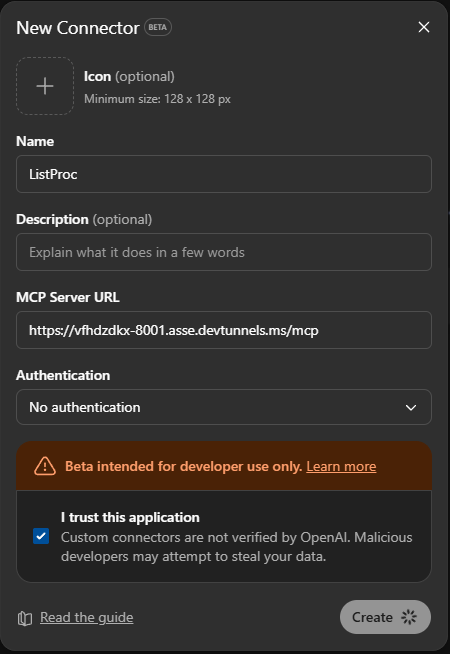 New Connector BETA
Icon (optional)
Minimum size: 128 x 128 px
Name
ListProc
Description (optional)
Explain what it does in a few words
MCP Server URL
https://vfhdzdkx-8001.asse.devtunnels.ms/mcp
Authentication
No authentication
Beta intended for developer use only. Learn more
I trust this application
Custom connectors are not verified by OpenAI. Malicious
developers may attempt to steal your data.
Read the guide
Create